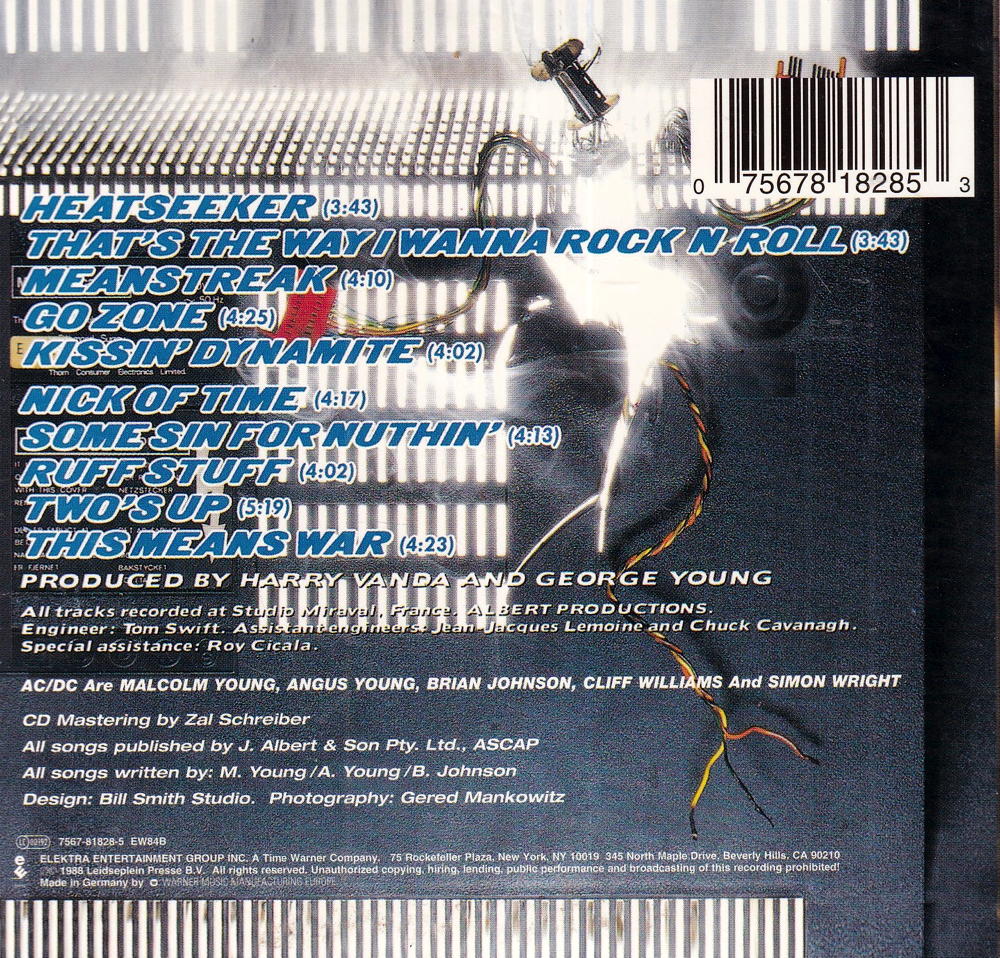 0 75678 18285 3
HEATSEEKER (3:43)
THAT'S THE WAY I WANNA ROCK N' ROLL (3:43)
MEANSTREAK (4:10)
GO ZONE (4:25)
KISSIN' DYNAMITE (4:02)
Thorn Consumer Electronics Limited.
NICK OF TIME (4:17)
SOME SIN FOR NUTHIN' (4:13)
RUFF STUFF (4:02)
WITH THIS COVER NETZSTECKER
TWO'S UP (5:19)
THIS MEANS WAR (4:23)
BAKSTYCKET
PRODUCED BY HARRY VANDA AND GEORGE YOUNG
All tracks recorded at Studio Miraval, France. ALBERT PRODUCTIONS.
Engineer: Tom Swift. Assistant engineers: Jean-Jacques Lemoine and Chuck Cavanagh.
Special assistance: Roy Cicala.
AC/DC Are MALCOLM YOUNG, ANGUS YOUNG, BRIAN JOHNSON, CLIFF WILLIAMS And SIMON WRIGHT
CD Mastering by Zal Schreiber
All songs published by J. Albert & Son Pty. Ltd., ASCAP
All songs written by: M. Young/A. Young/B. Johnson
Design: Bill Smith Studio. Photography: Gered Mankowitz
7567-81828-5 EW84B
ELEKTRA ENTERTAINMENT GROUP INC. A Time Warner Company. 75 Rockefeller Plaza, New York, NY 10019 345 North Maple Drive, Beverly Hills, CA 90210
1988 Leidseplein Presse B.V. All rights reserved. Unauthorized copying, hiring, lending, public performance and broadcasting of this recording prohibited!
Made in Germany by WARNER MUSIC MANUFACTURING EUROPE